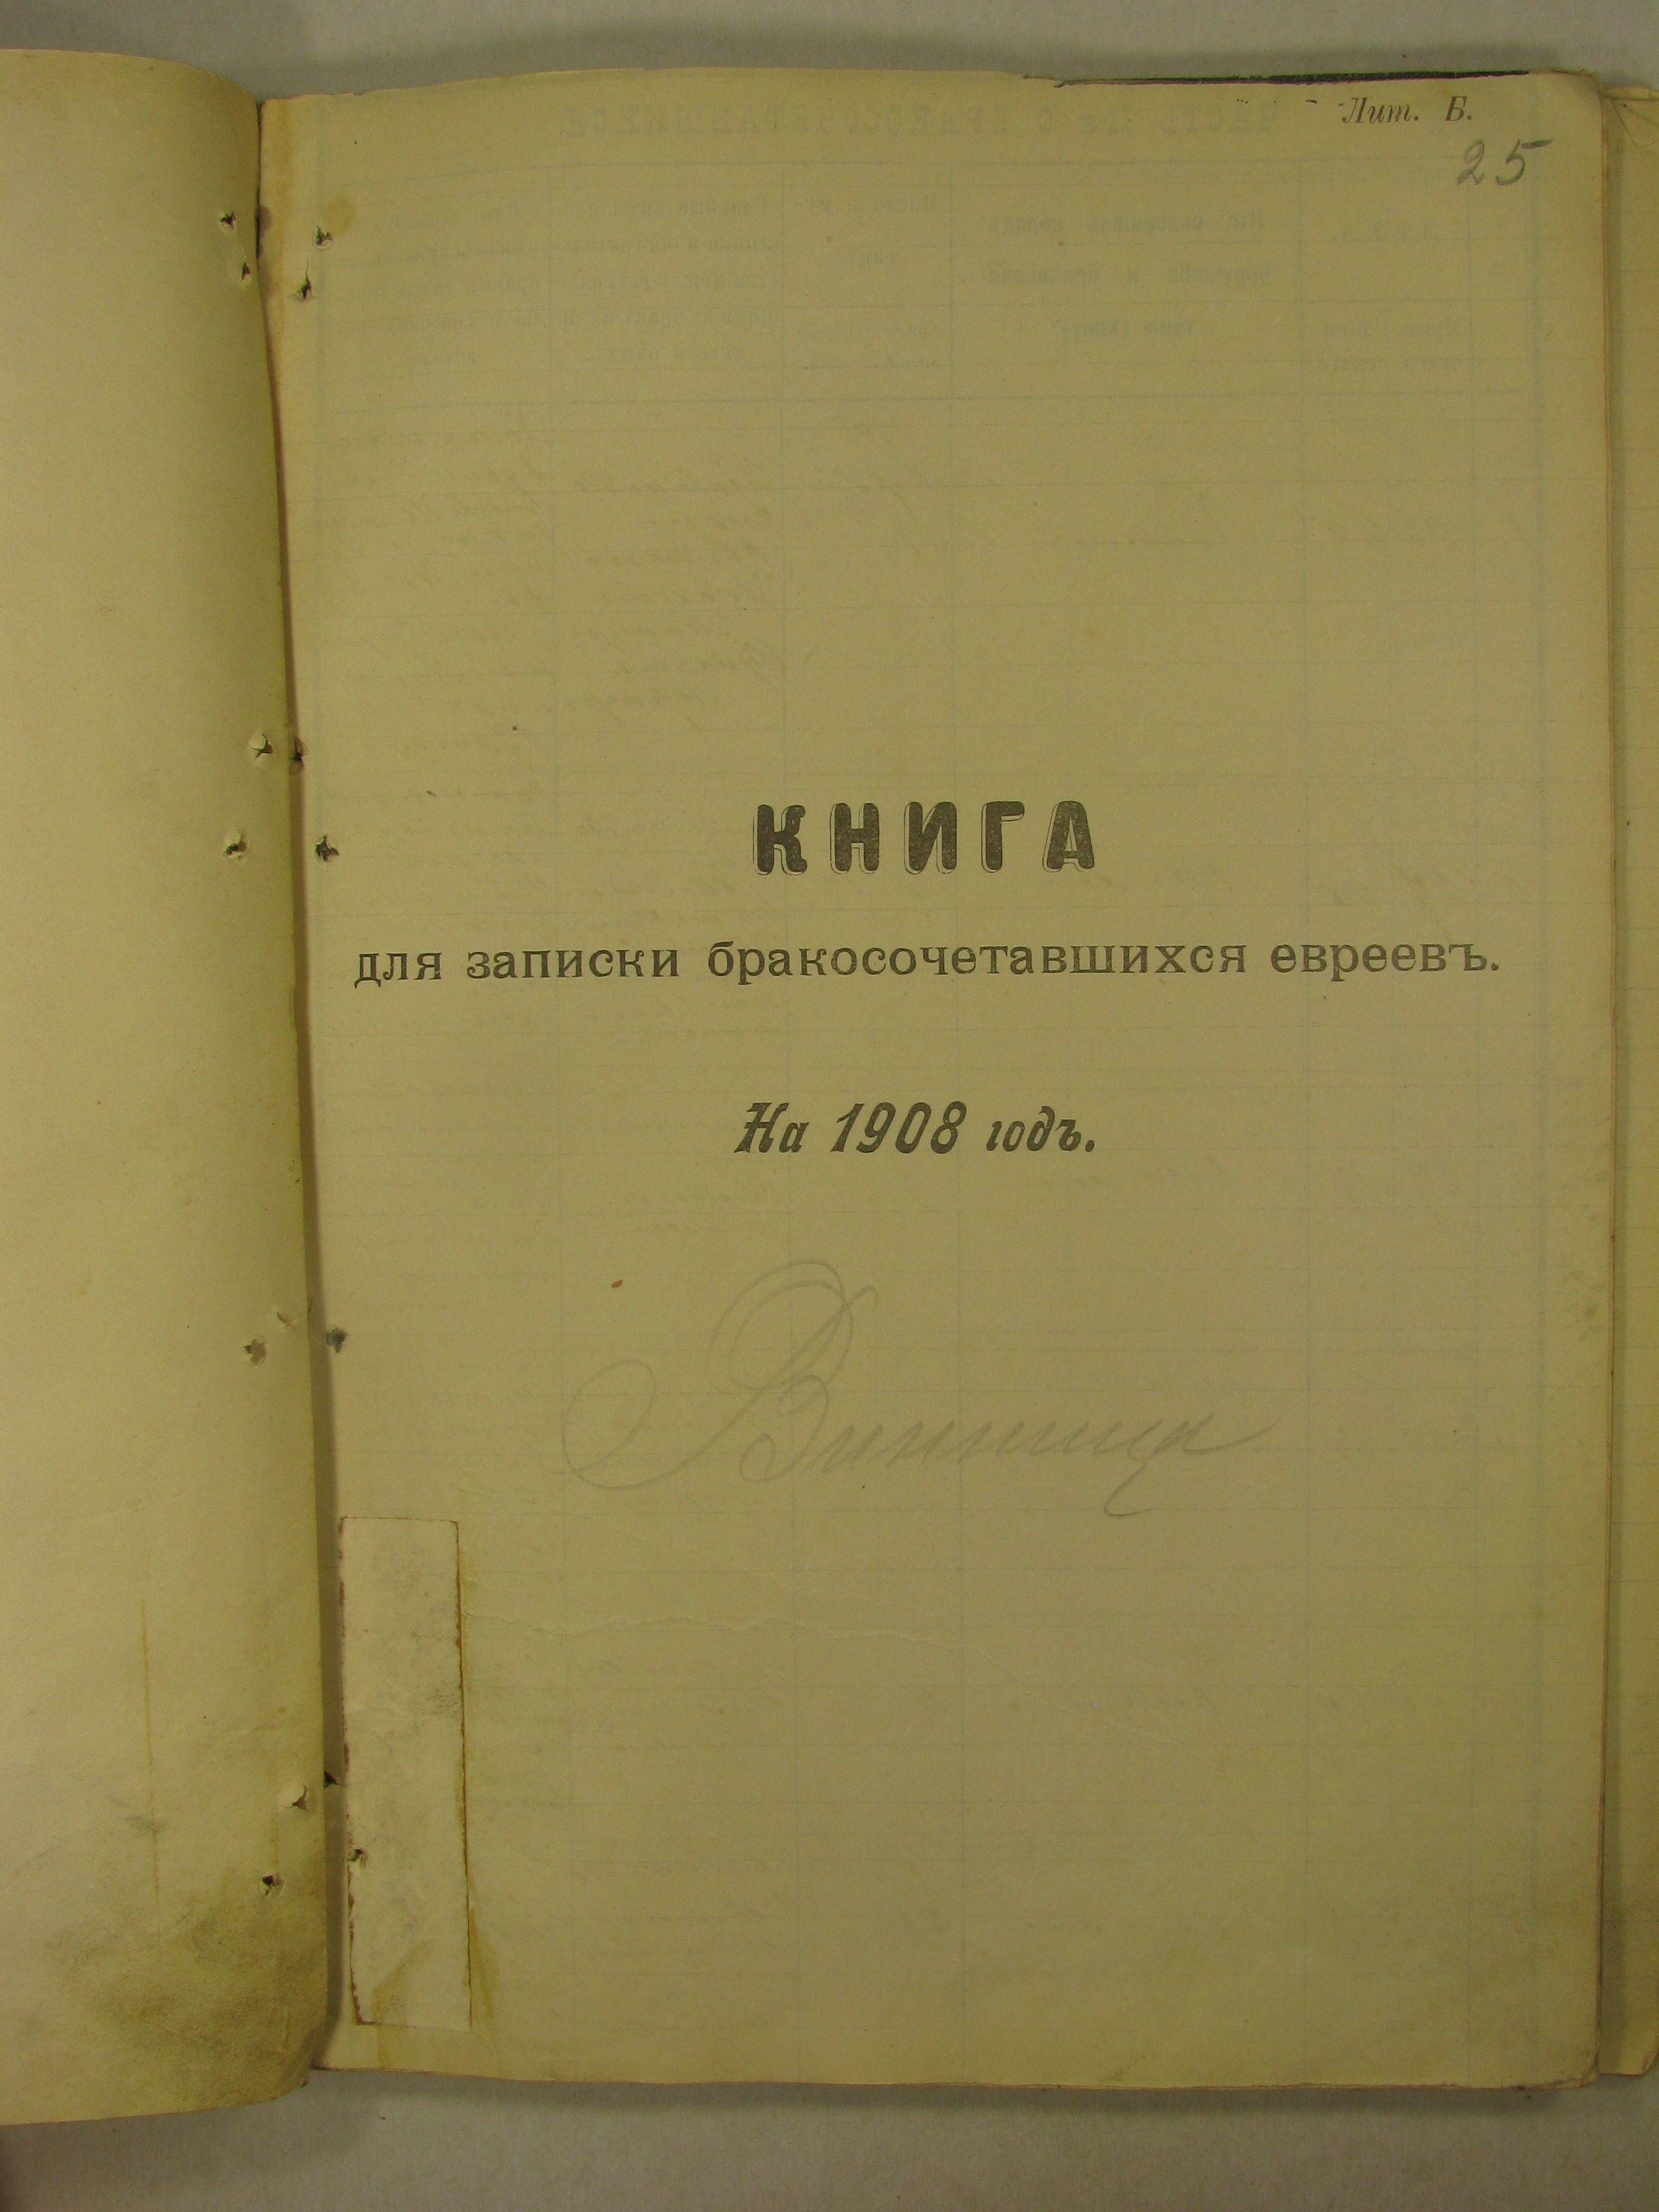 Лит. Б.
25
КНИГА
для записки бракосочетавшихся евреевъ.
На 1908 годъ.
Винница